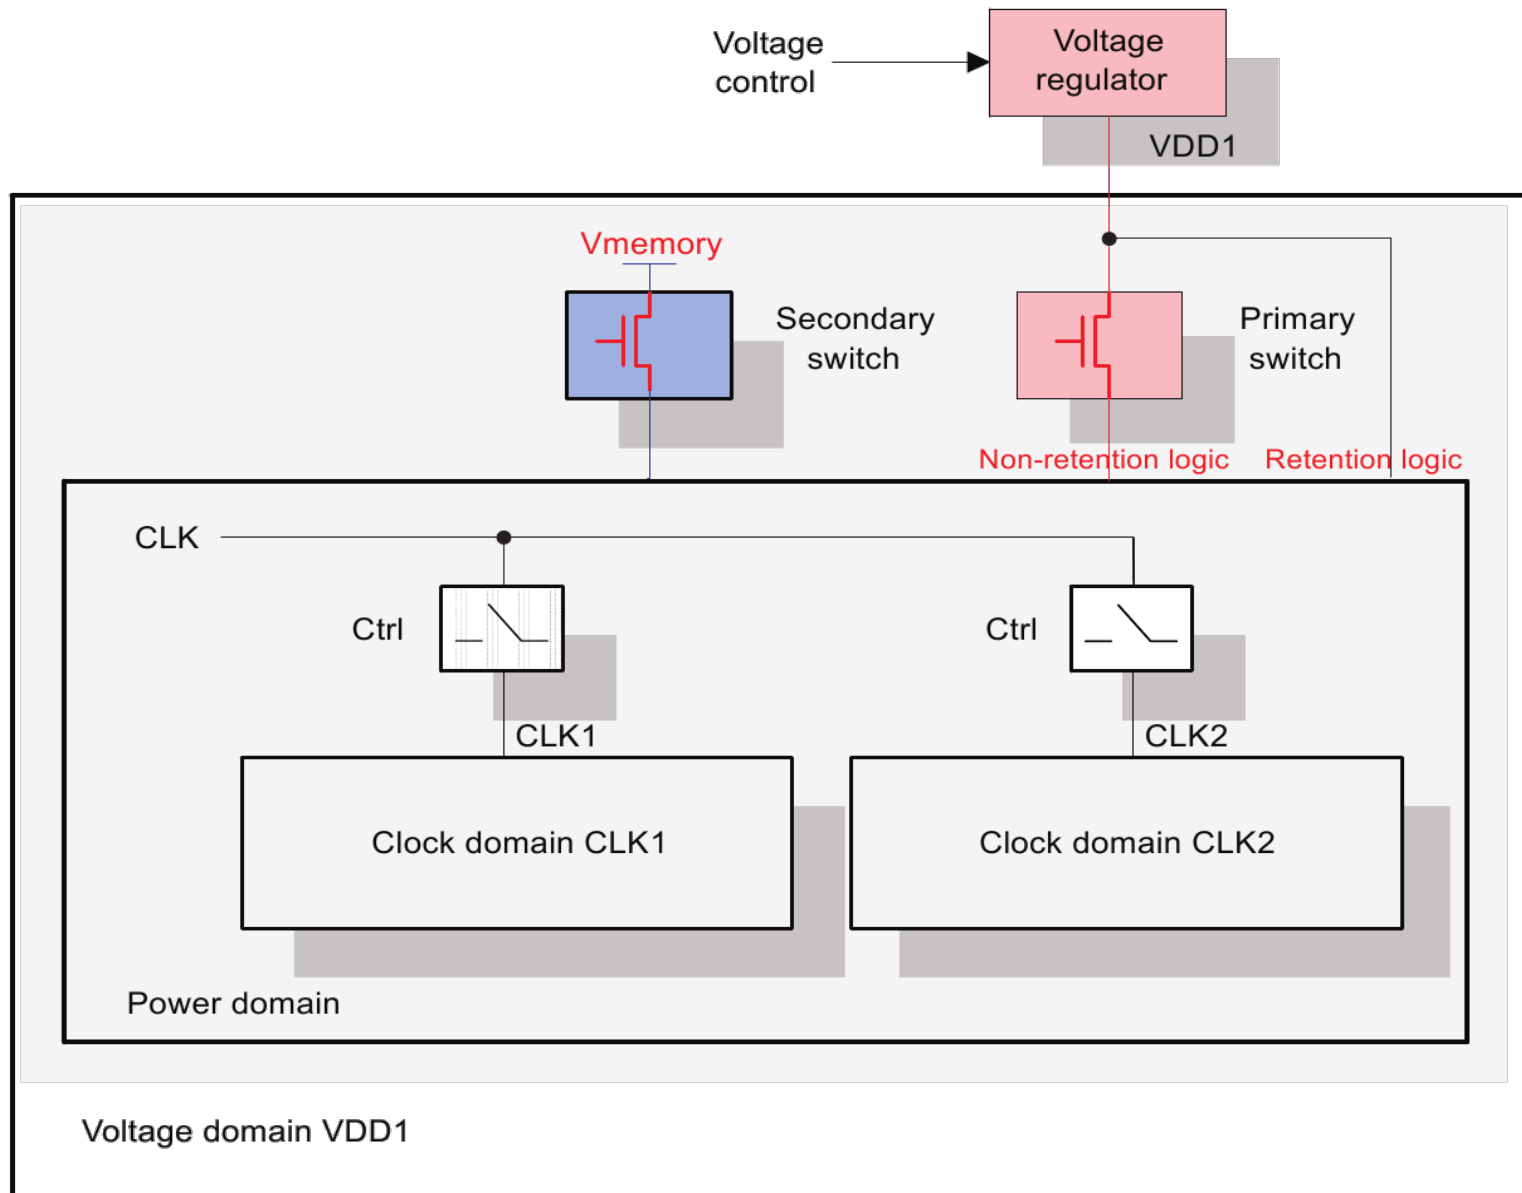 Voltage
control
Voltage
regulator
VDD1
Vmemory
Secondary
switch
Primary
switch
Non-retention logic
Retention logic
CLK
Ctrl
Ctrl
CLK1
CLK2
Clock domain CLK1
Clock domain CLK2
Power domain
Voltage domain VDD1